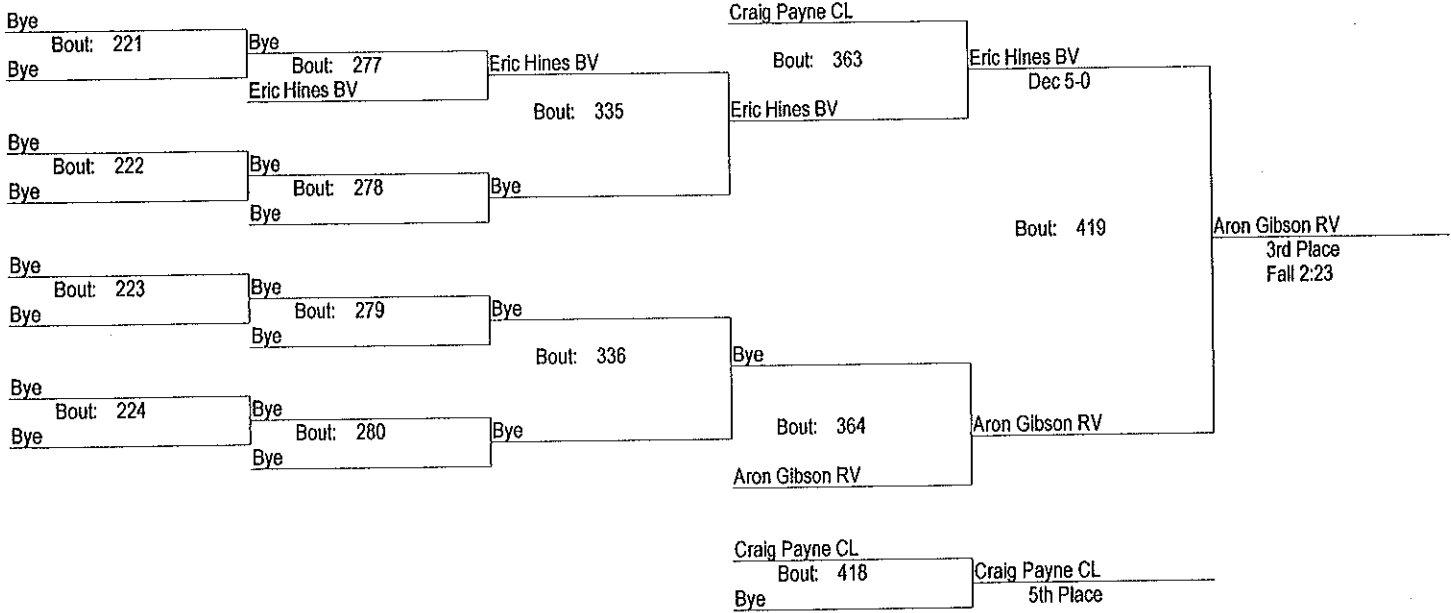 Bye
Bout: 221
Bye
Bye
Bout: 277
Eric Hines BV
Eric Hines BV
Bout: 335
Bye
Bout: 222
Bye
Bye
Bout: 278
Bye
Bye
Eric Hines BV
Craig Payne CL
Bout: 363
Eric Hines BV
Dec 5-0
Bye
Bout: 223
Bye
Bye
Bout: 279
Bye
Bye
Bout: 336
Bye
Bout: 224
Bye
Bye
Bout: 280
Bye
Bye
Bye
Bout: 364
Aron Gibson RV
Aron Gibson RV
Bout: 419
Aron Gibson RV
3rd Place
Fall 2:23
Craig Payne CL
Bout: 418
Bye
Craig Payne CL
5th Place